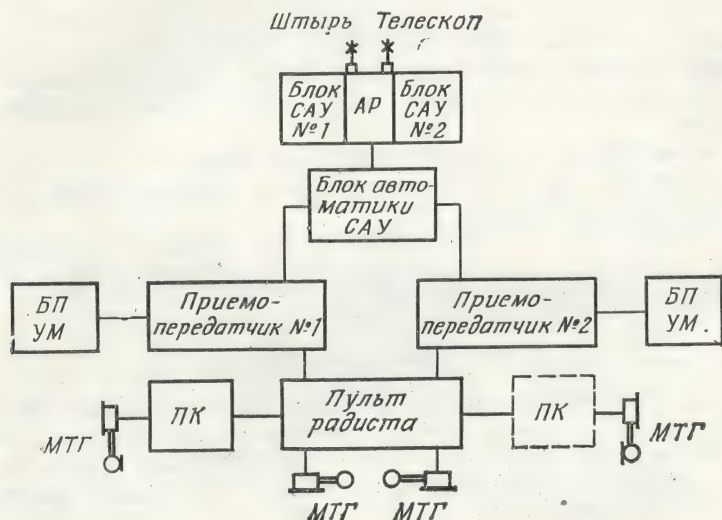 Штырь Телескоп
Блок САУ №1
АР
Блок САУ №2
Блок авто-
матики
САУ
БП
УМ
Приемо-
передатчик №1
Приемо-
передатчик №2
БП
УМ.
МТГ
ПК
Пульт
радиста
ПК
МТГ
МТГ
МТГ